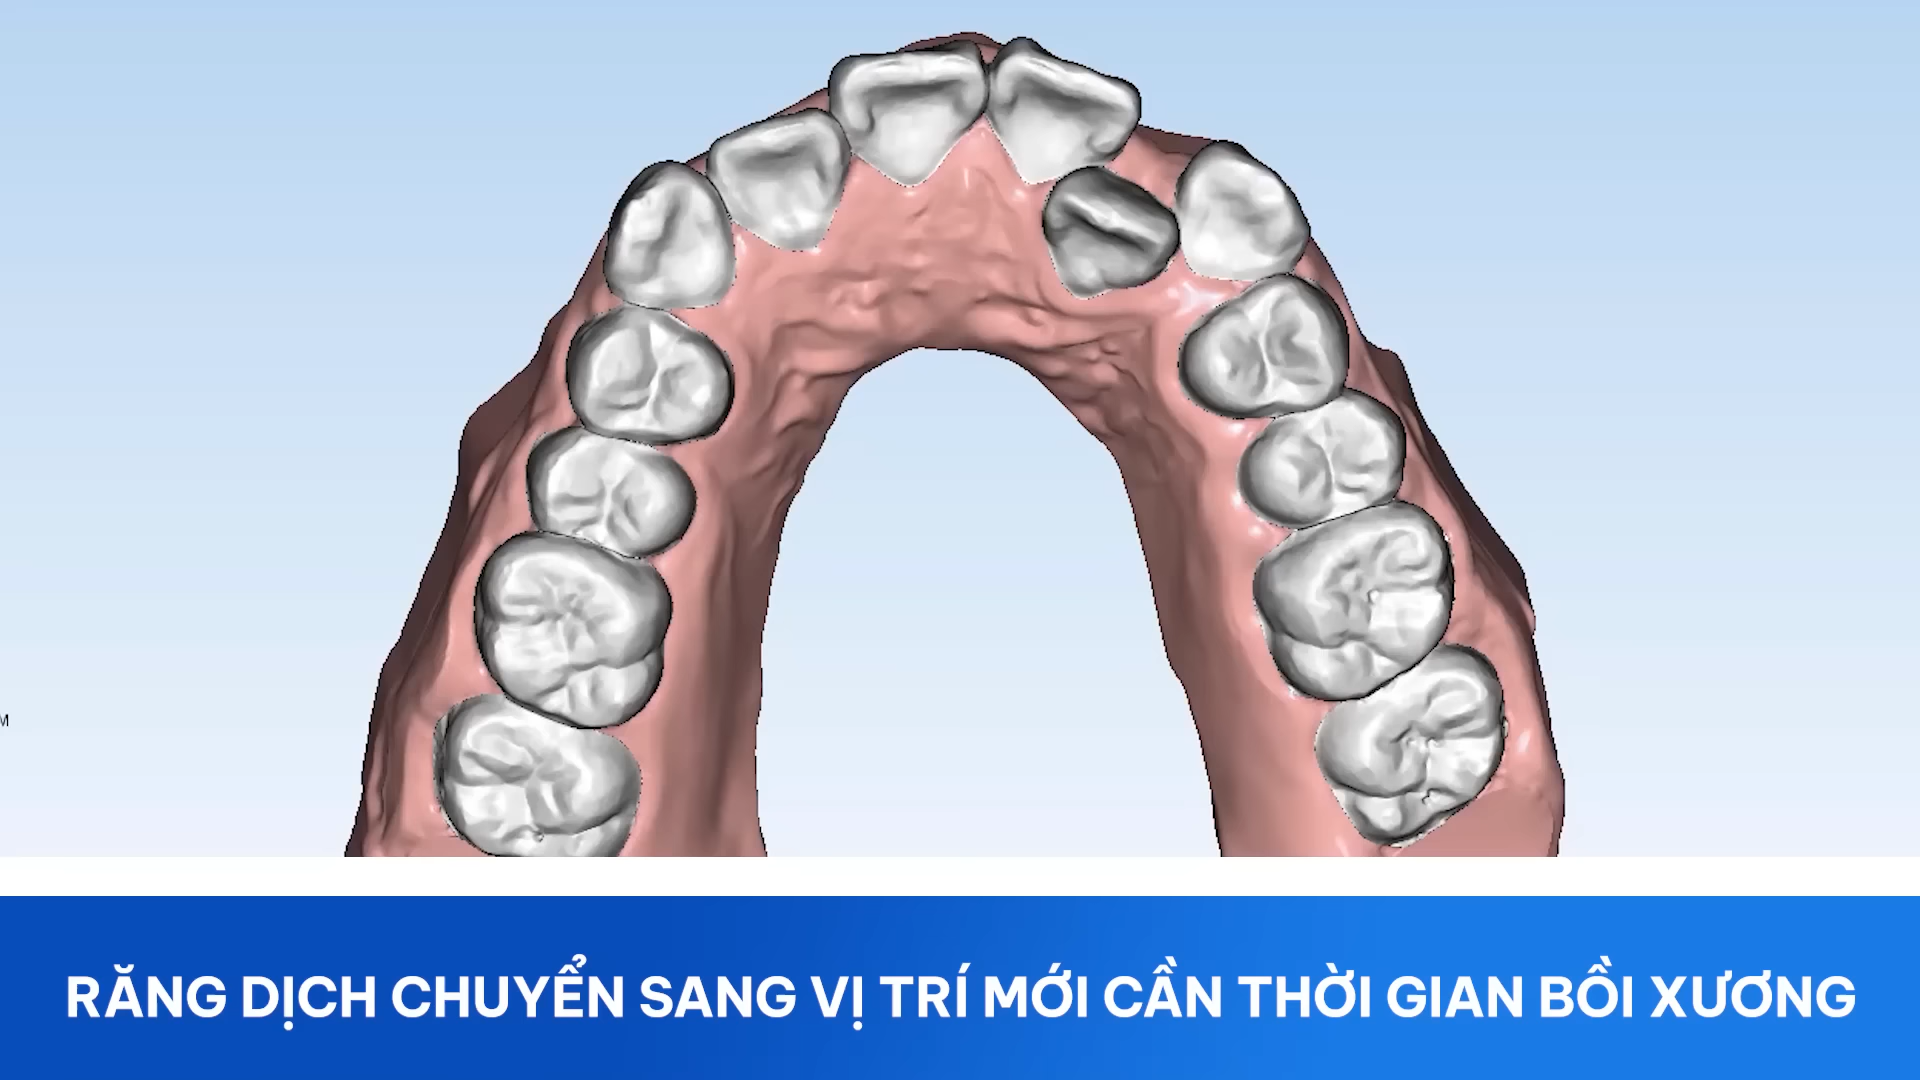 M
RĂNG DỊCH CHUYỂN SANG VỊ TRÍ MỚI CẦN THỜI GIAN BỒI XƯƠNG